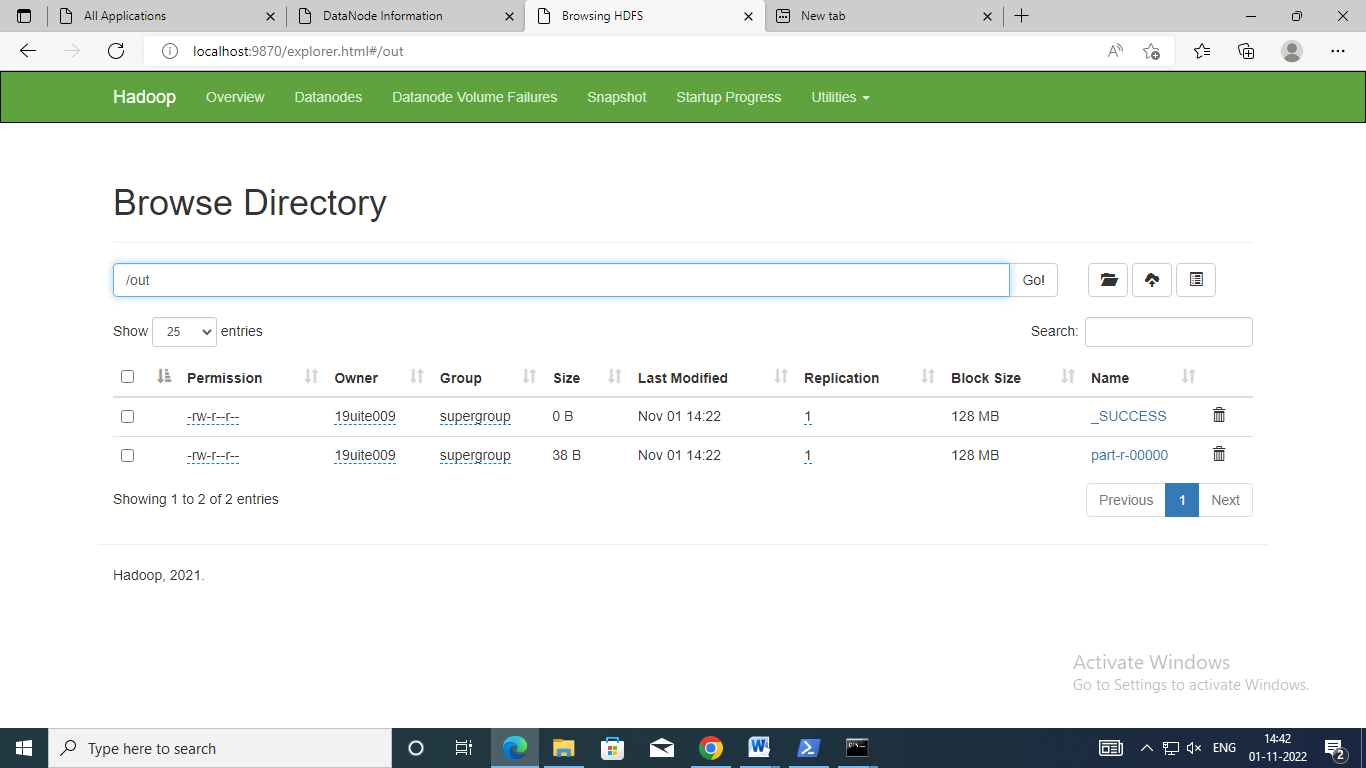 All Applications DataNode Information Browsing HDFS New tab
localhost:9870/explorer.html#/out
Hadoop Overview Datanodes Datanode Volume Failures Snapshot Startup Progress Utilities
Browse Directory
/out Go!
Show 25 entries Search:
Permission Owner Group Size Last Modified Replication Block Size Name
-rw-r--r-- 19uite009 supergroup 0 B Nov 01 14:22 1 128 MB _SUCCESS
-rw-r--r-- 19uite009 supergroup 38 B Nov 01 14:22 1 128 MB part-r-00000
Showing 1 to 2 of 2 entries Previous 1 Next
Hadoop, 2021.
Activate Windows
Go to Settings to activate Windows.
Type here to search ENG 14:42
01-11-2022 2